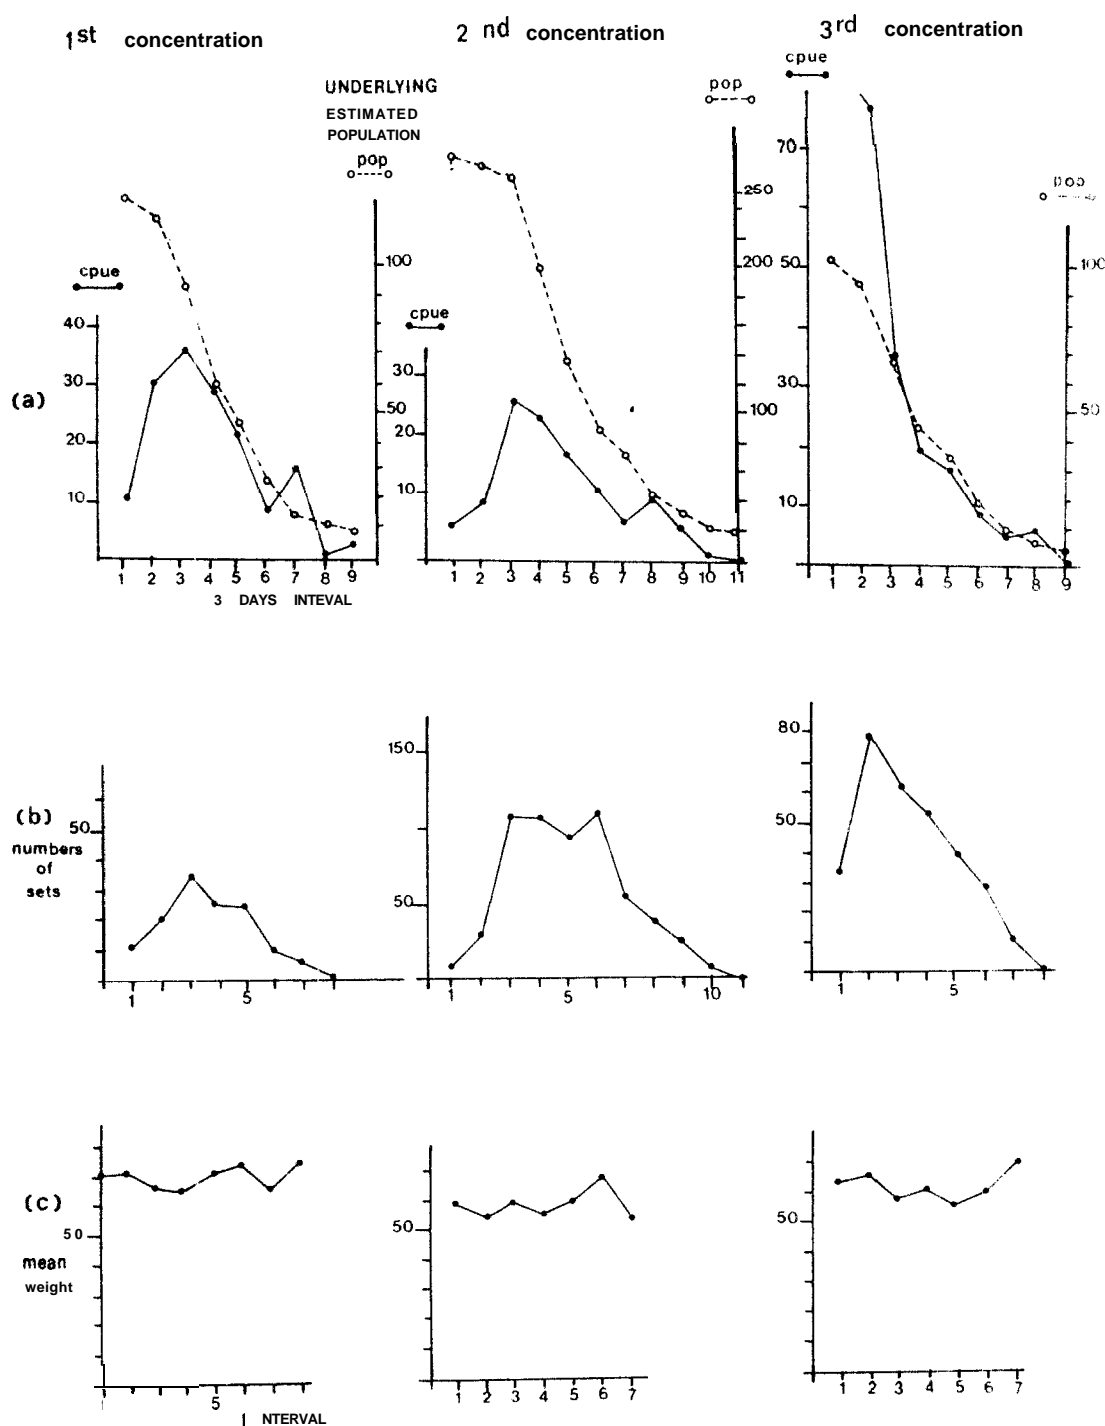 1st concentration
2 nd concentration
3rd concentration
cpue
UNDERLYING
ESTIMATED
POPULATION
pop
pop
pop
cpue
cpue
(a)
40
30
20
10
100
50
30
20
10
250
200
100
70
50
30
10
100
50
1 2 3 4 5 6 7 8 9
3 DAYS INTEVAL
1 2 3 4 5 6 7 8 9 10 11
1 2 3 4 5 6 7 8 9
(b)
numbers
of
sets
50
1 5
150
50
1 5 10
80
50
1 5
(c)
mean
weight
50
1 5
I NTERVAL
50
1 2 3 4 5 6 7
50
1 2 3 4 5 6 7